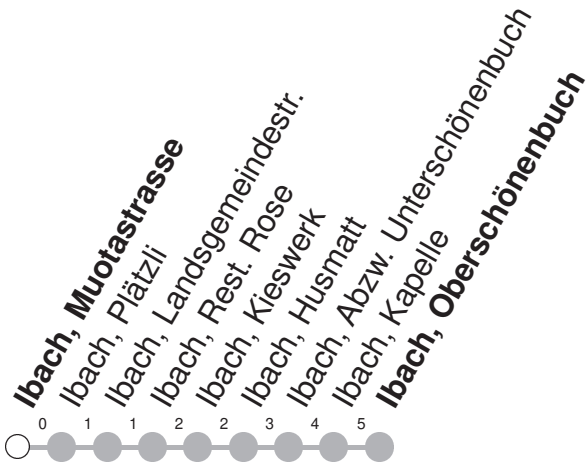 Ibach, Muotastrasse
Ibach, Plätzli
Ibach, Landsgemeindestr.
Ibach, Rest. Rose
Ibach, Kieswerk
Ibach, Husmatt
Ibach, Abzw. Unterschönenbuch
Ibach, Kapelle
Ibach, Oberschönenbuch
0 1 1 2 2 3 4 5